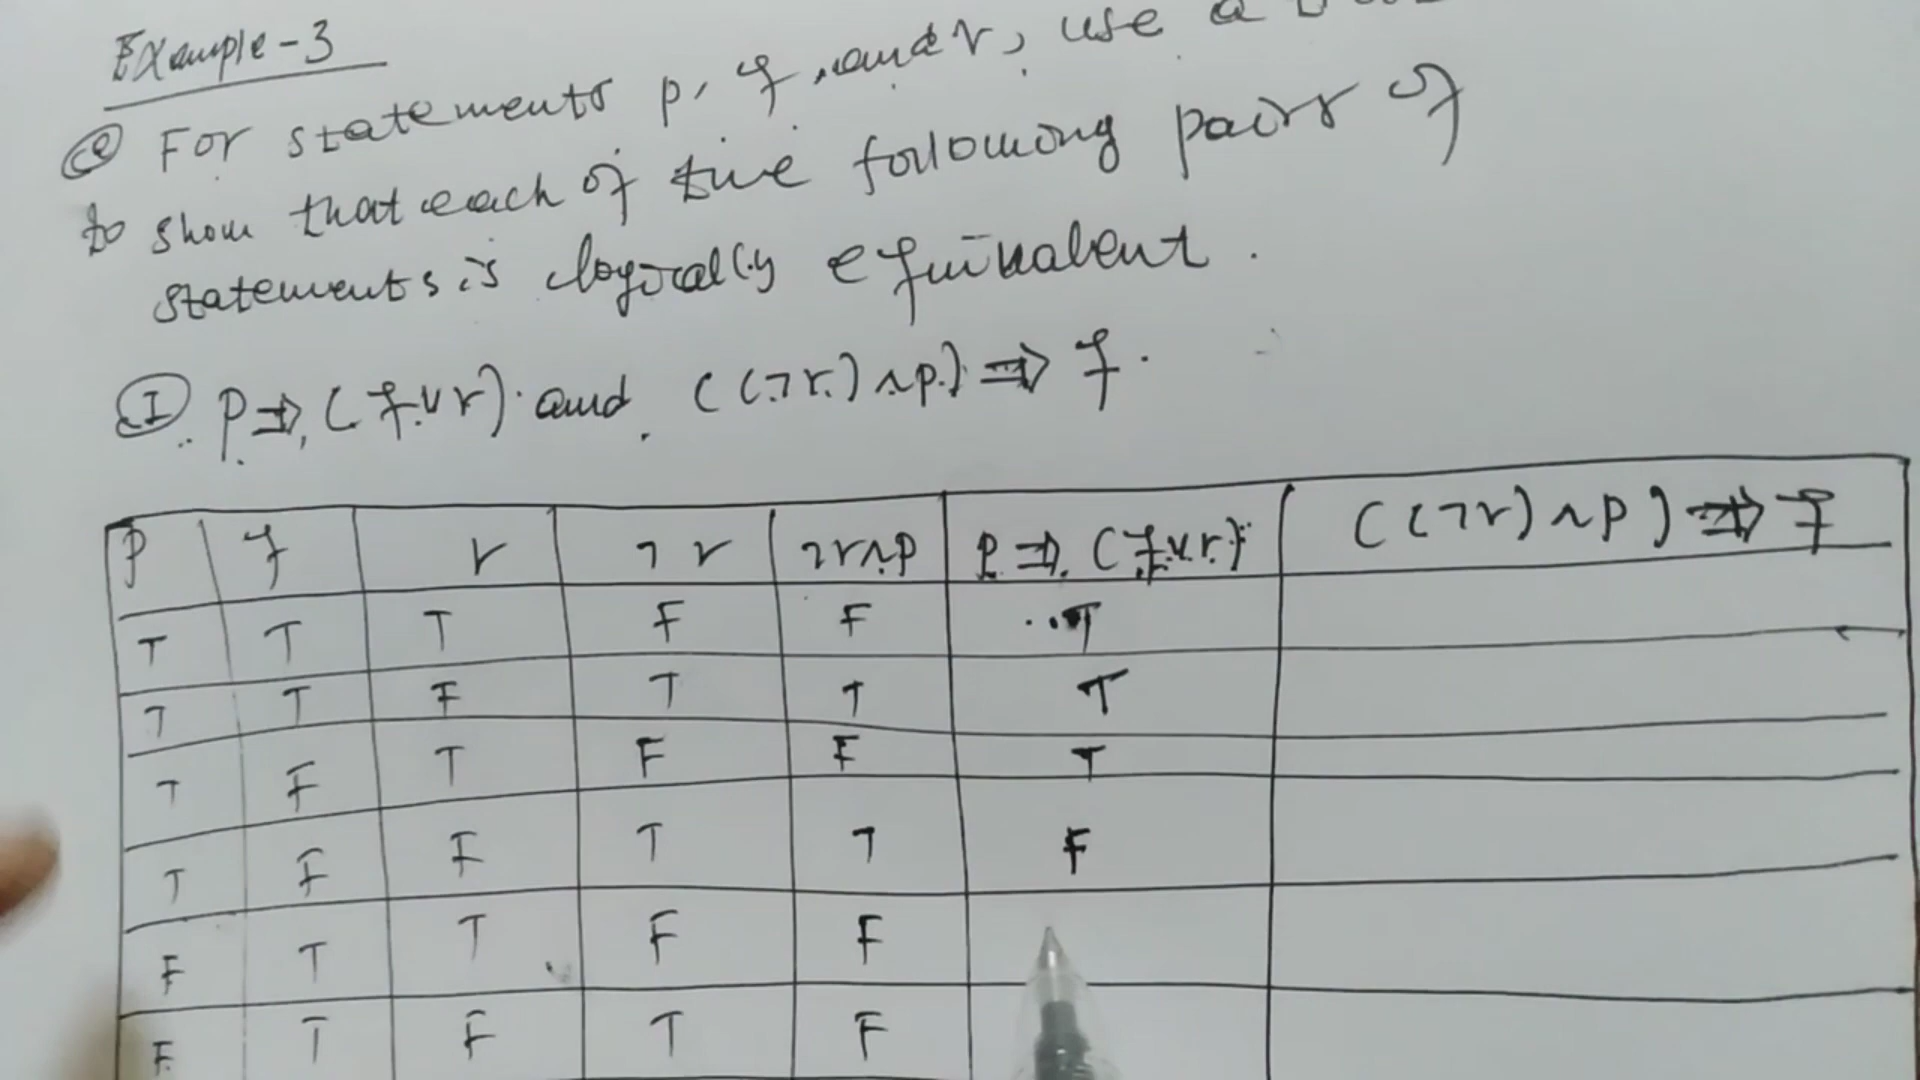 Example-3
(e) For statements p, q and r, use a
to show that each of the following pairs of
statements is logically equivalent.
(I) p ⇒ (q ∨ r) and ((¬r) ∧ p) ⇒ q.
p q r ¬r ¬r∧p p ⇒ (q∨r) ((¬r) ∧ p) ⇒ q
T T T F F T
T T F T T T
T F T F F T
T F F T T F
F T T F F
F T F T F